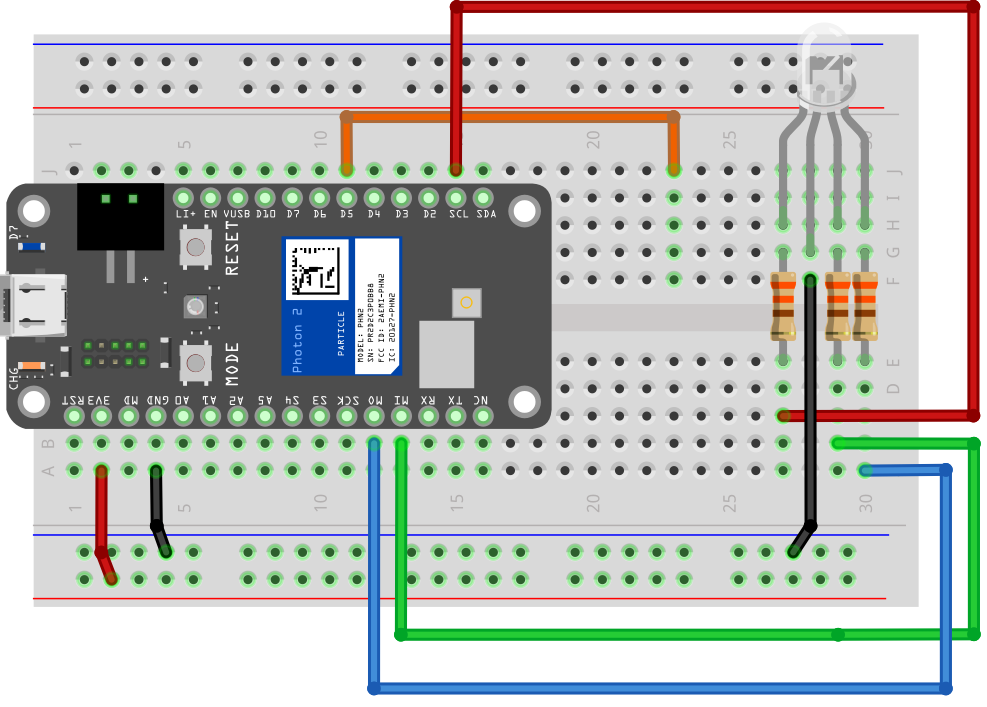 1 5 10 15 20 25 30
J J
I
H
G
F
LI+ EN VUSB D10 D7 D6 D5 D4 D3 D2 SCL SDA
D7
RESET
+
Photon 2
PARTICLE
MODEL: PHN2
SN: PR2D2C3P0BB8
FCC ID: 2AEMI-PHN2
IC: 20127-PHN2
MODE
CHG
RST 3V3 MD GND A0 A1 A2 A5 S4 S3 SCK MO MI RX TX NC
E
D
C
B B
A A
1 5 10 15 20 25 30